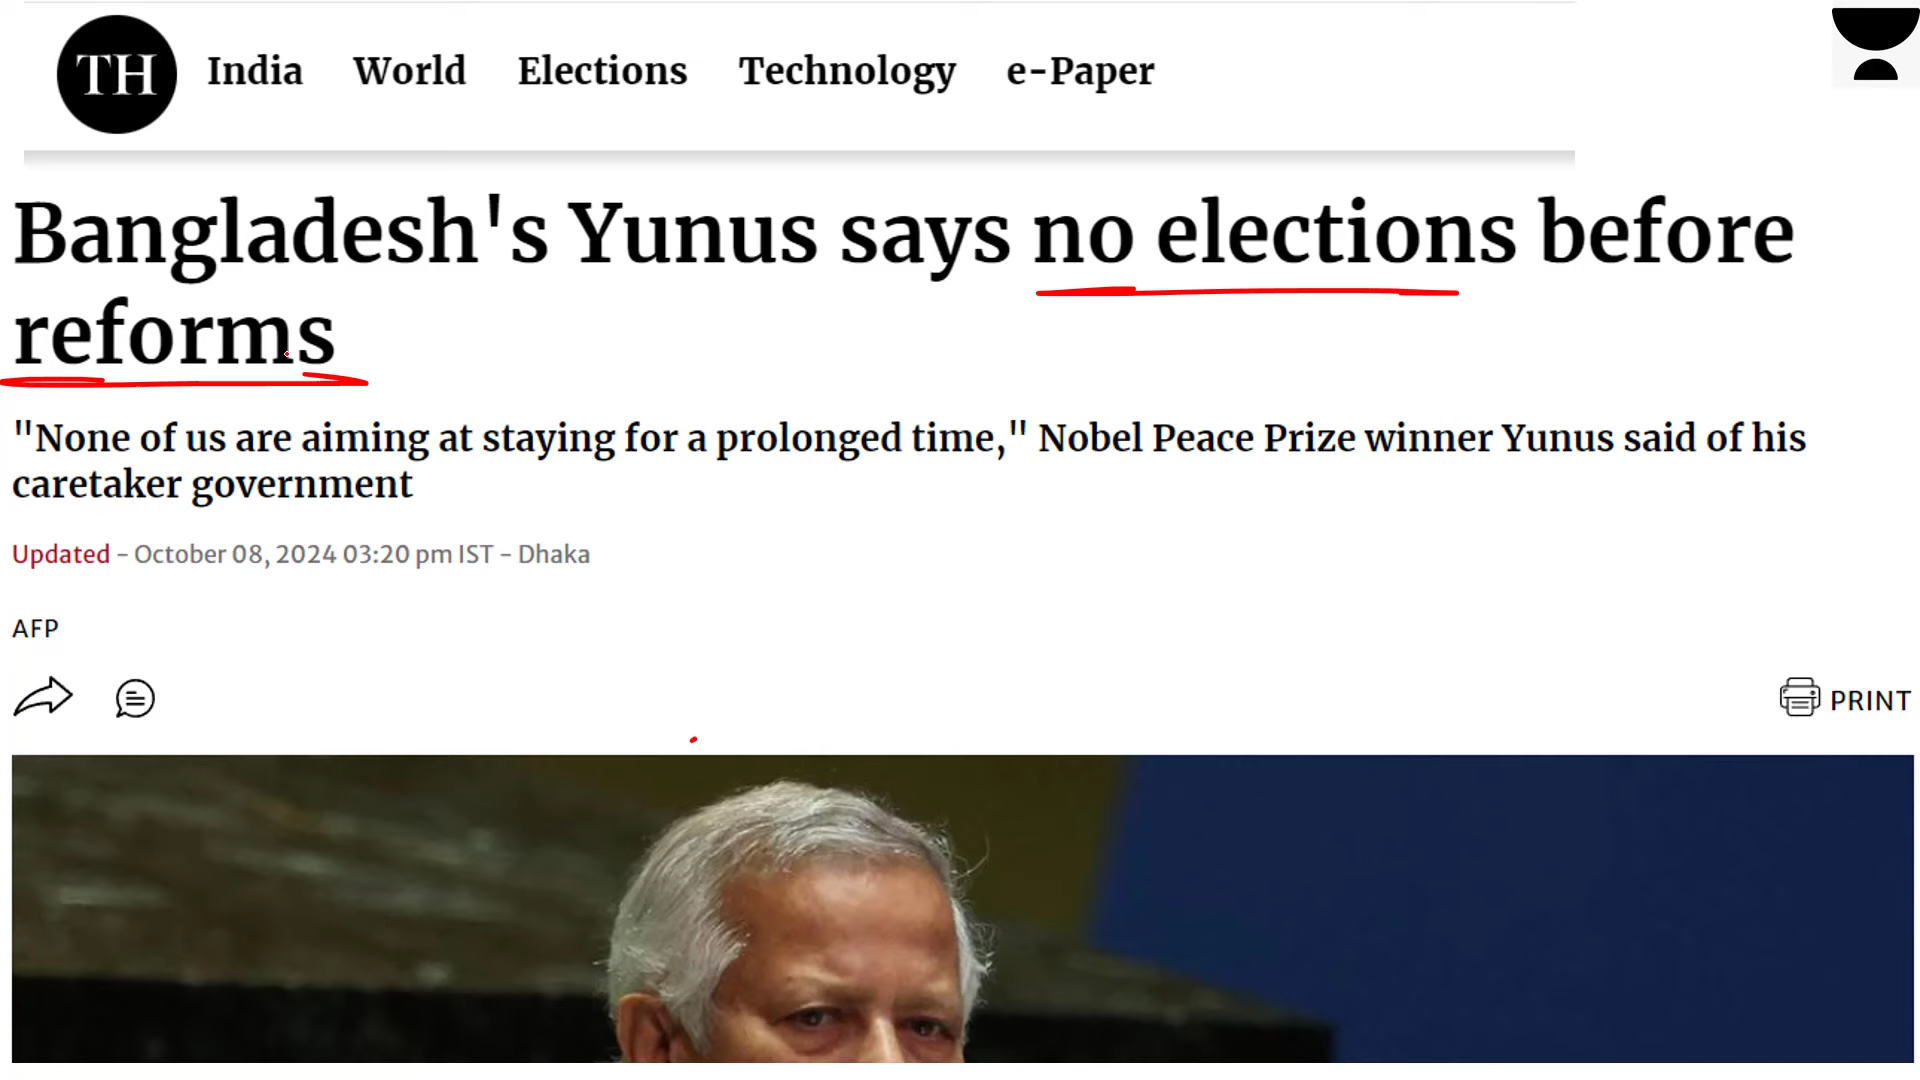 TH India World Elections Technology e-Paper
Bangladesh's Yunus says no elections before
reforms
"None of us are aiming at staying for a prolonged time," Nobel Peace Prize winner Yunus said of his
caretaker government
Updated - October 08, 2024 03:20 pm IST - Dhaka
AFP
PRINT